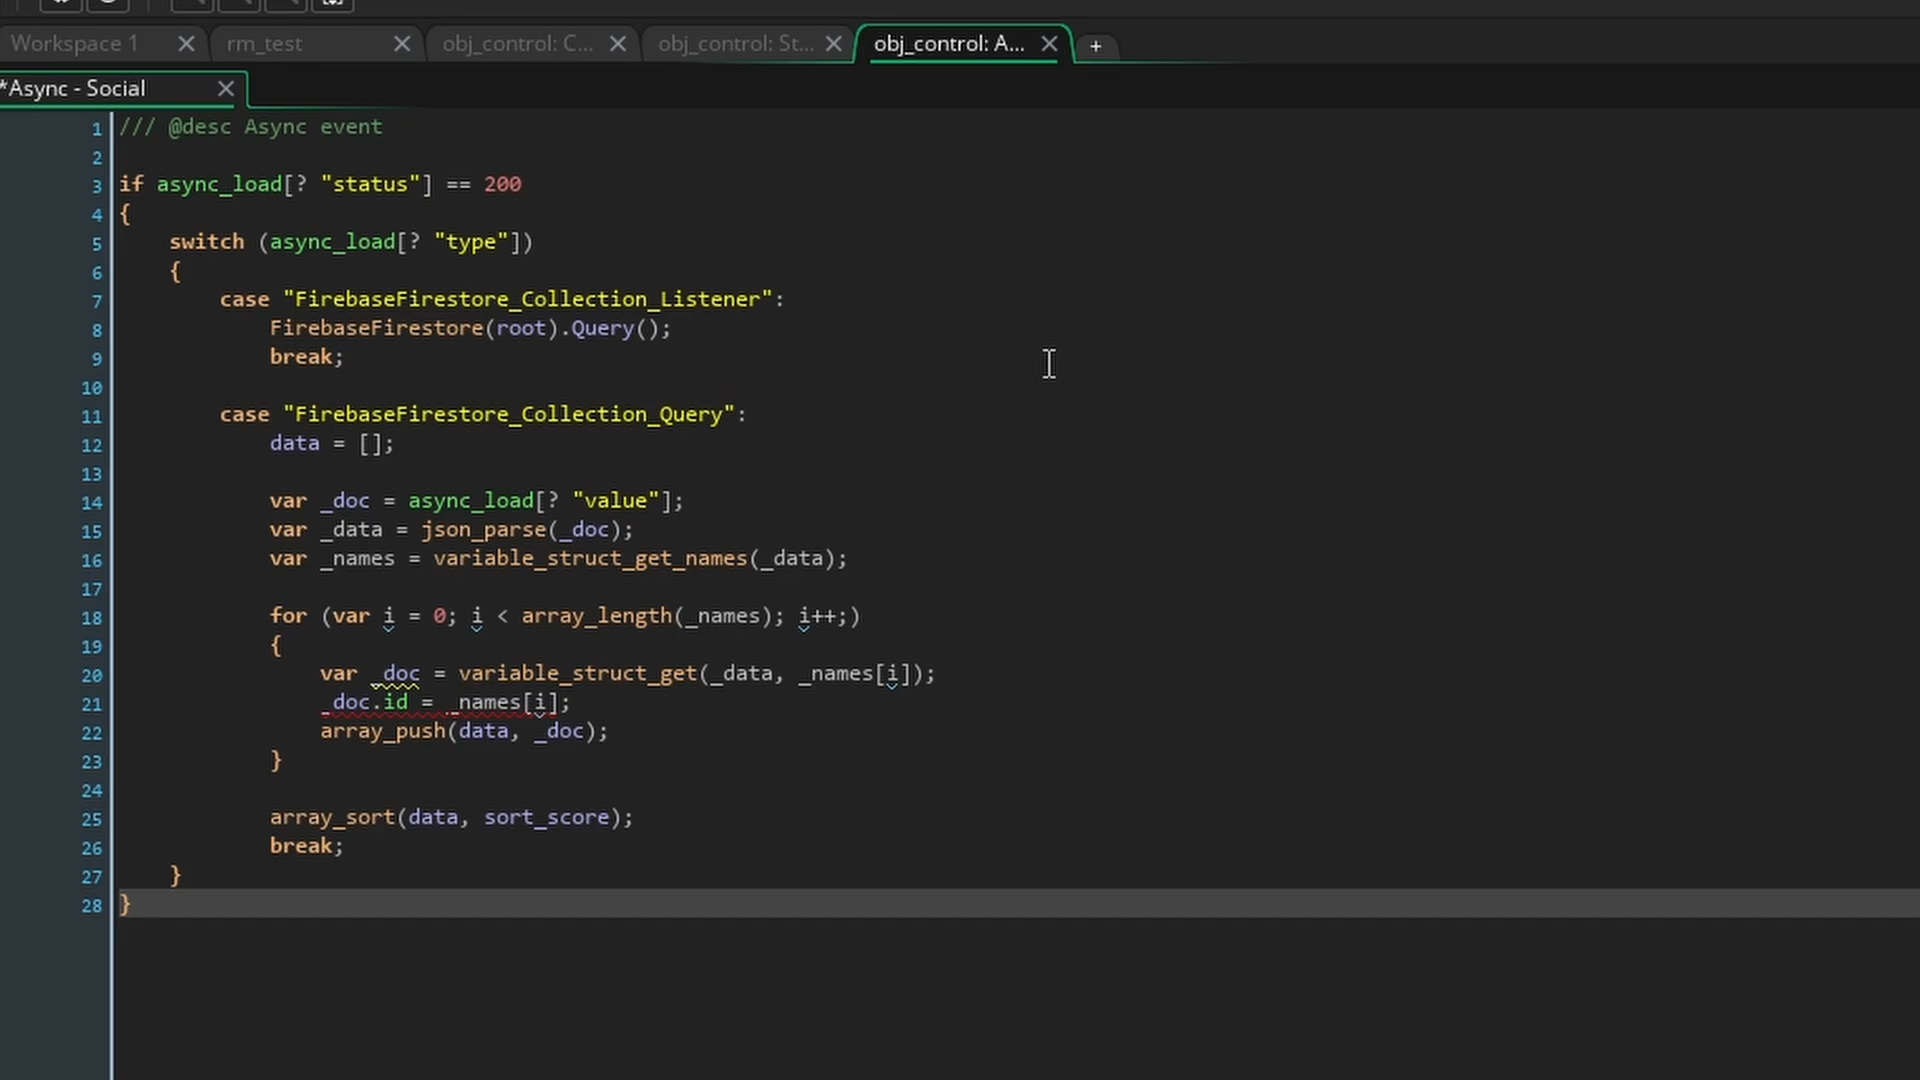 Workspace 1
rm_test
obj_control: C...
obj_control: St...
obj_control: A...
*Async - Social
1 /// @desc Async event
2
3 if async_load[? "status"] == 200
4 {
5 switch (async_load[? "type"])
6 {
7 case "FirebaseFirestore_Collection_Listener":
8 FirebaseFirestore(root).Query();
9 break;
10
11 case "FirebaseFirestore_Collection_Query":
12 data = [];
13
14 var _doc = async_load[? "value"];
15 var _data = json_parse(_doc);
16 var _names = variable_struct_get_names(_data);
17
18 for (var i = 0; i < array_length(_names); i++;)
19 {
20 var _doc = variable_struct_get(_data, _names[i]);
21 _doc.id = _names[i];
22 array_push(data, _doc);
23 }
24
25 array_sort(data, sort_score);
26 break;
27 }
28 }